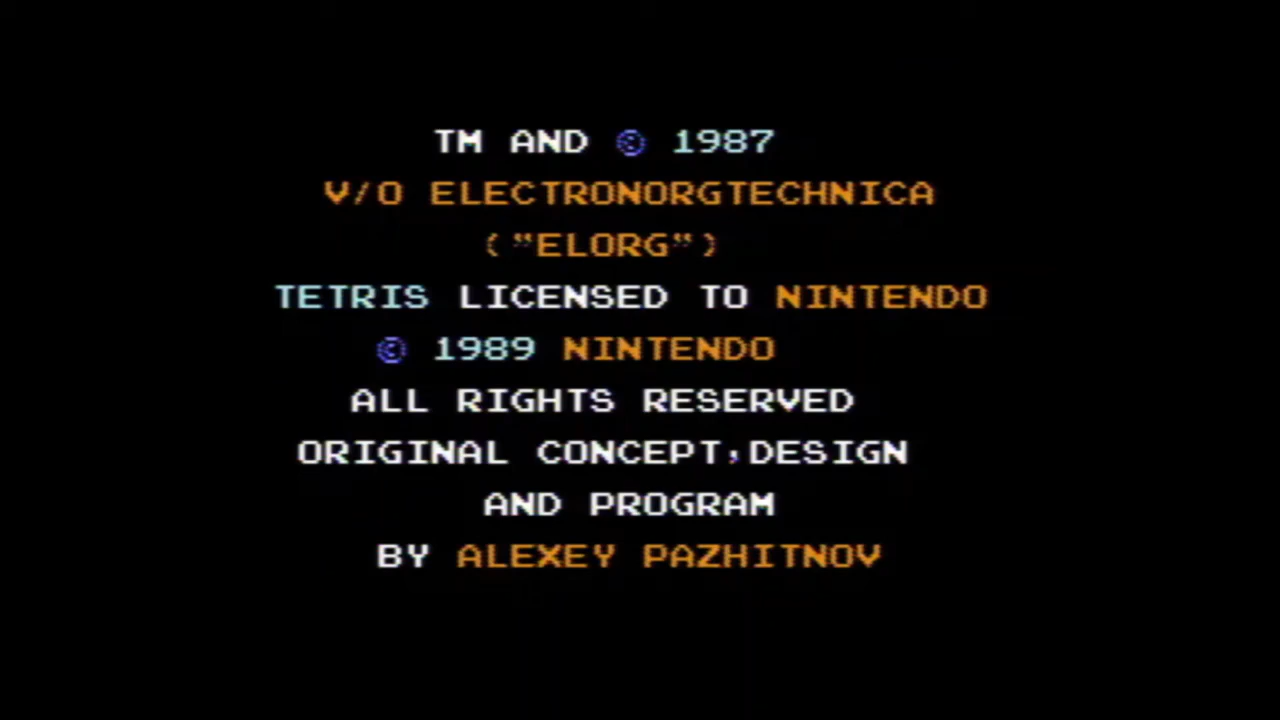 TM AND © 1987
V/O ELECTRONORGTECHNICA
("ELORG")
TETRIS LICENSED TO NINTENDO
© 1989 NINTENDO
ALL RIGHTS RESERVED
ORIGINAL CONCEPT,DESIGN
AND PROGRAM
BY ALEXEY PAZHITNOV